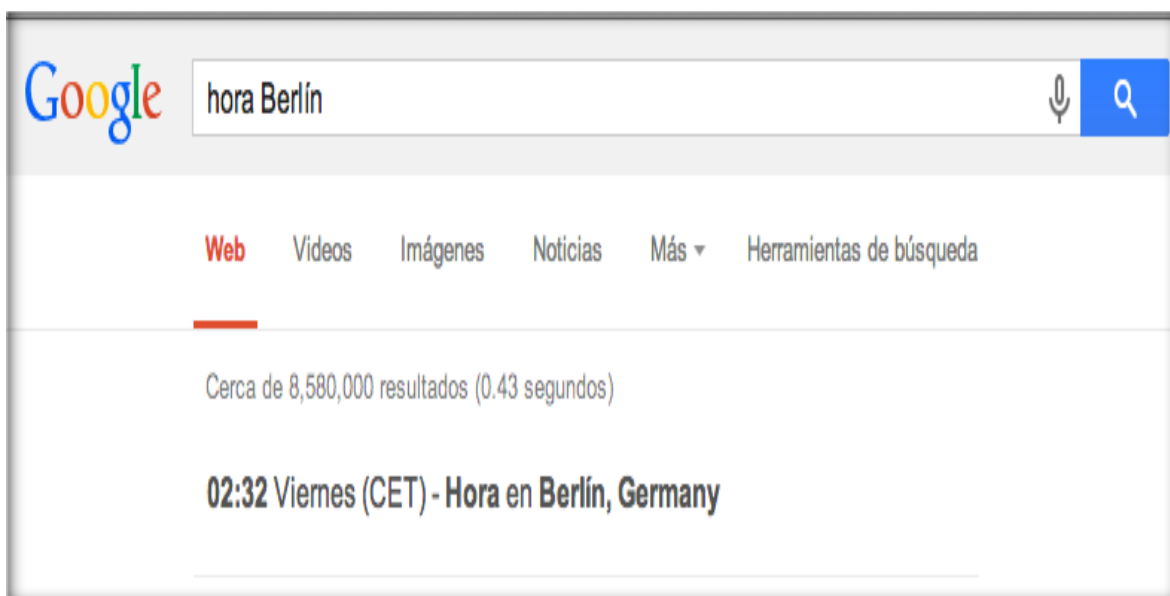 Google hora Berlín
Web Videos Imágenes Noticias Más Herramientas de búsqueda
Cerca de 8,580,000 resultados (0.43 segundos)
02:32 Viernes (CET) - Hora en Berlín, Germany